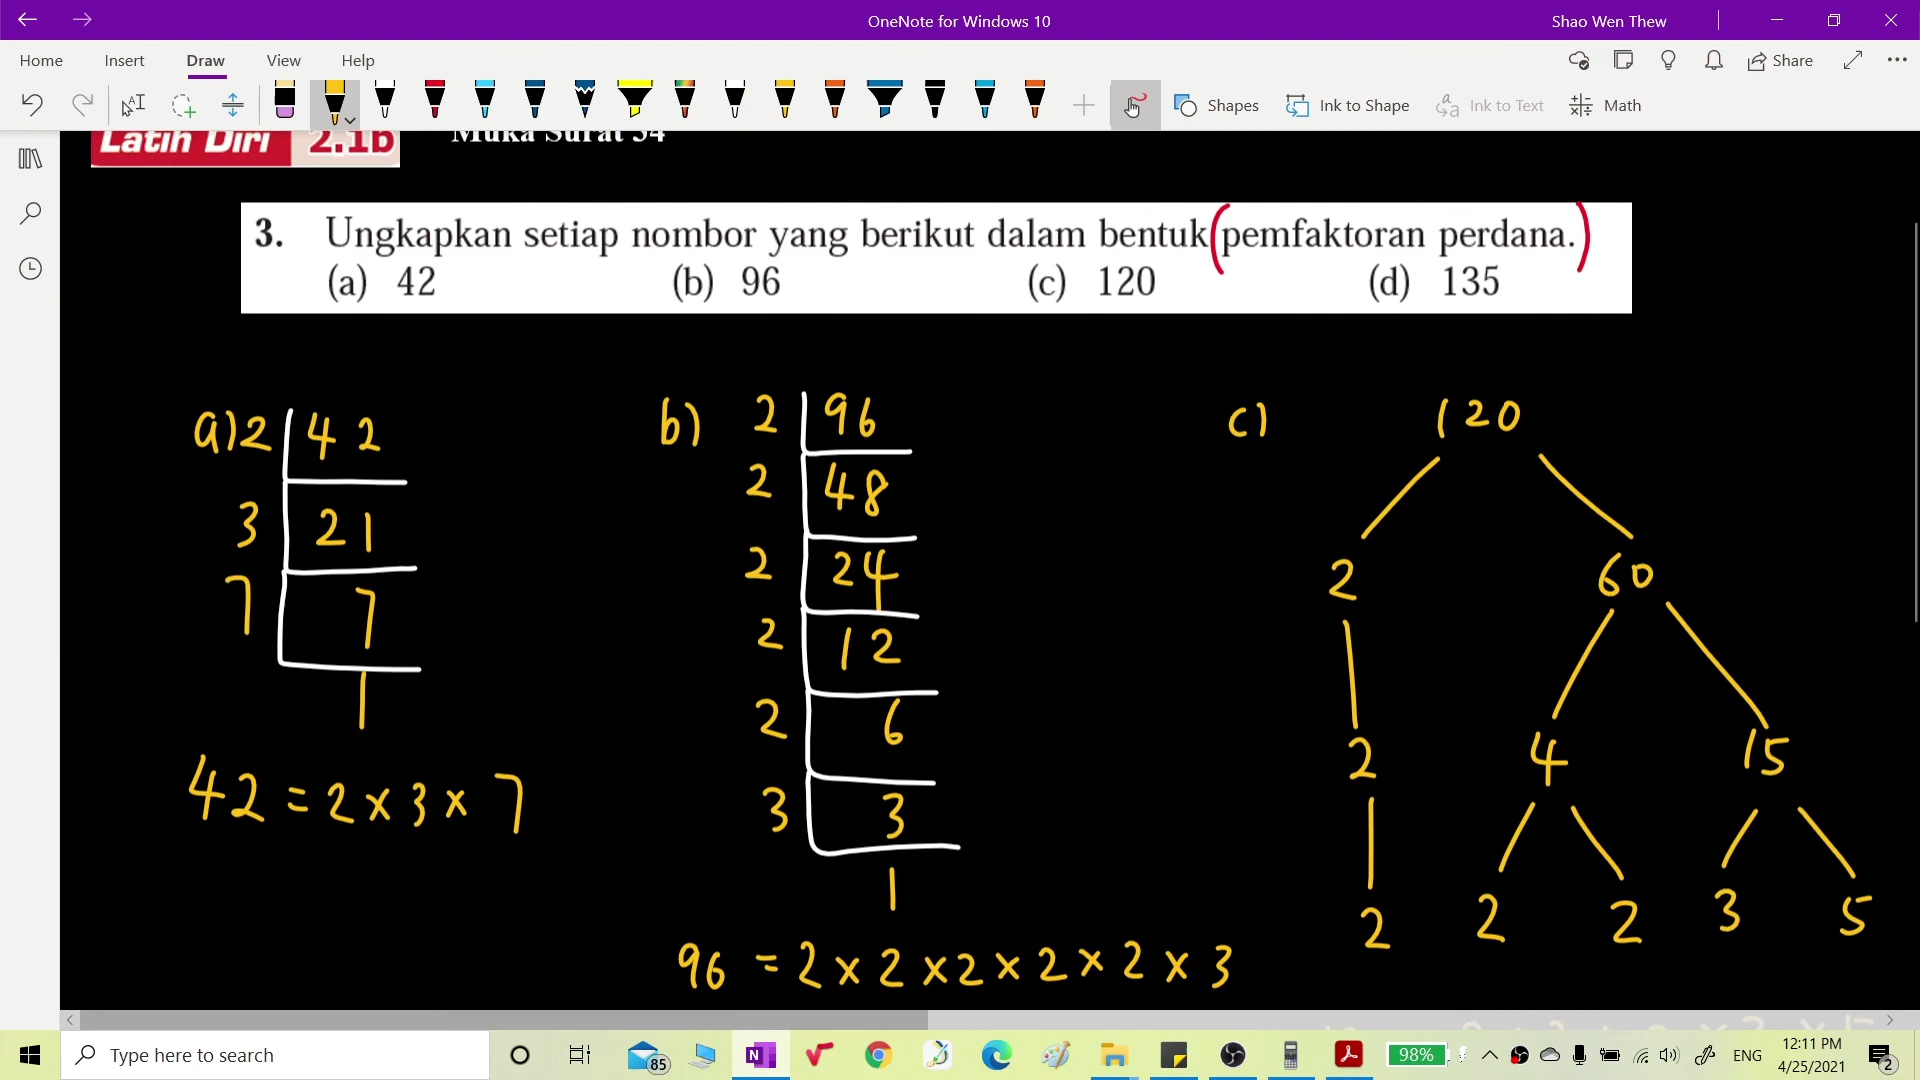 OneNote for Windows 10
Shao Wen Thew
Home Insert Draw View Help
Share
Shapes Ink to Shape Ink to Text Math
Latih Diri 2.1b Muka Surat 34
3. Ungkapkan setiap nombor yang berikut dalam bentuk (pemfaktoran perdana.)
(a) 42 (b) 96 (c) 120 (d) 135
a) 2 42
3 21
7 7
1
42 = 2 x 3 x 7
b) 2 96
2 48
2 24
2 12
2 6
3 3
1
96 = 2 x 2 x 2 x 2 x 2 x 3
c) 120
2 60
2 4 15
2 2 2 3 5
Type here to search
85
98%
ENG
12:11 PM
4/25/2021
2